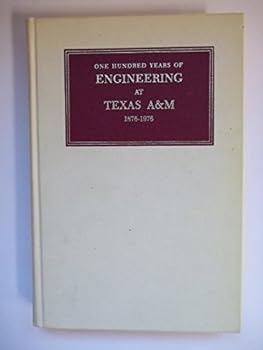 ONE HUNDRED YEARS OF
ENGINEERING
AT
TEXAS A&M
1876-1976